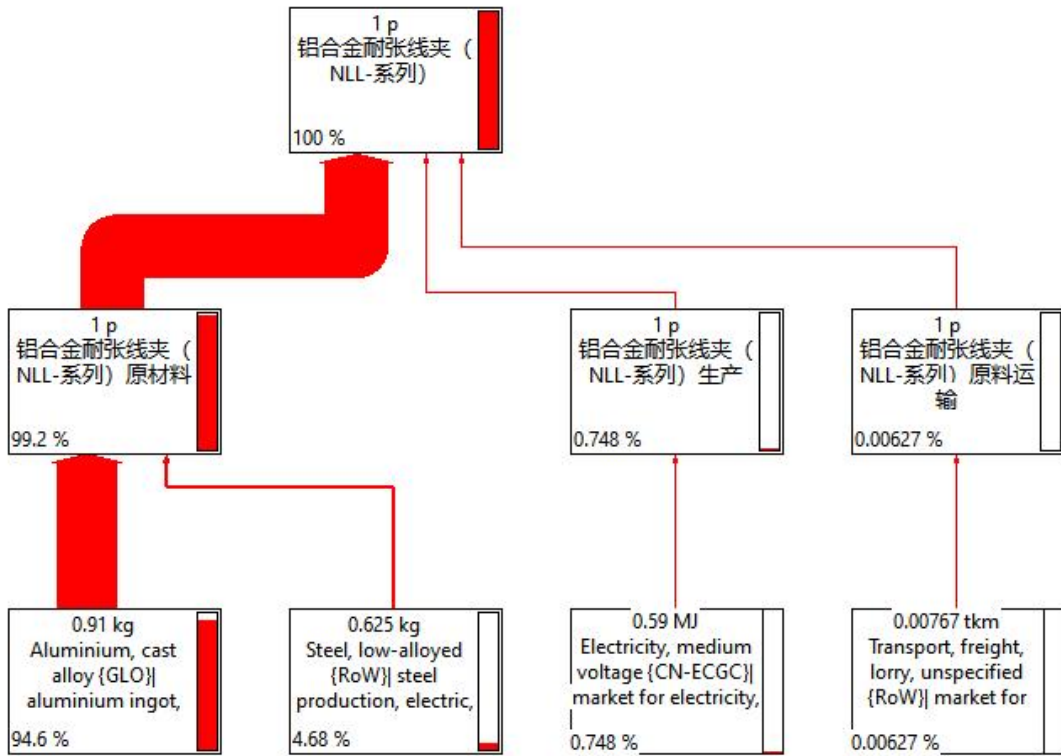 1 p
铝合金耐张线夹（
NLL-系列）
100 %
1 p
铝合金耐张线夹（
NLL-系列）原材料
99.2 %
1 p
铝合金耐张线夹（
NLL-系列）生产
0.748 %
1 p
铝合金耐张线夹（
NLL-系列）原料运
输
0.00627 %
0.91 kg
Aluminium, cast
alloy {GLO}|
aluminium ingot,
94.6 %
0.625 kg
Steel, low-alloyed
{RoW}| steel
production, electric,
4.68 %
0.59 MJ
Electricity, medium
voltage {CN-ECGC}|
market for electricity,
0.748 %
0.00767 tkm
Transport, freight,
lorry, unspecified
{RoW}| market for
0.00627 %